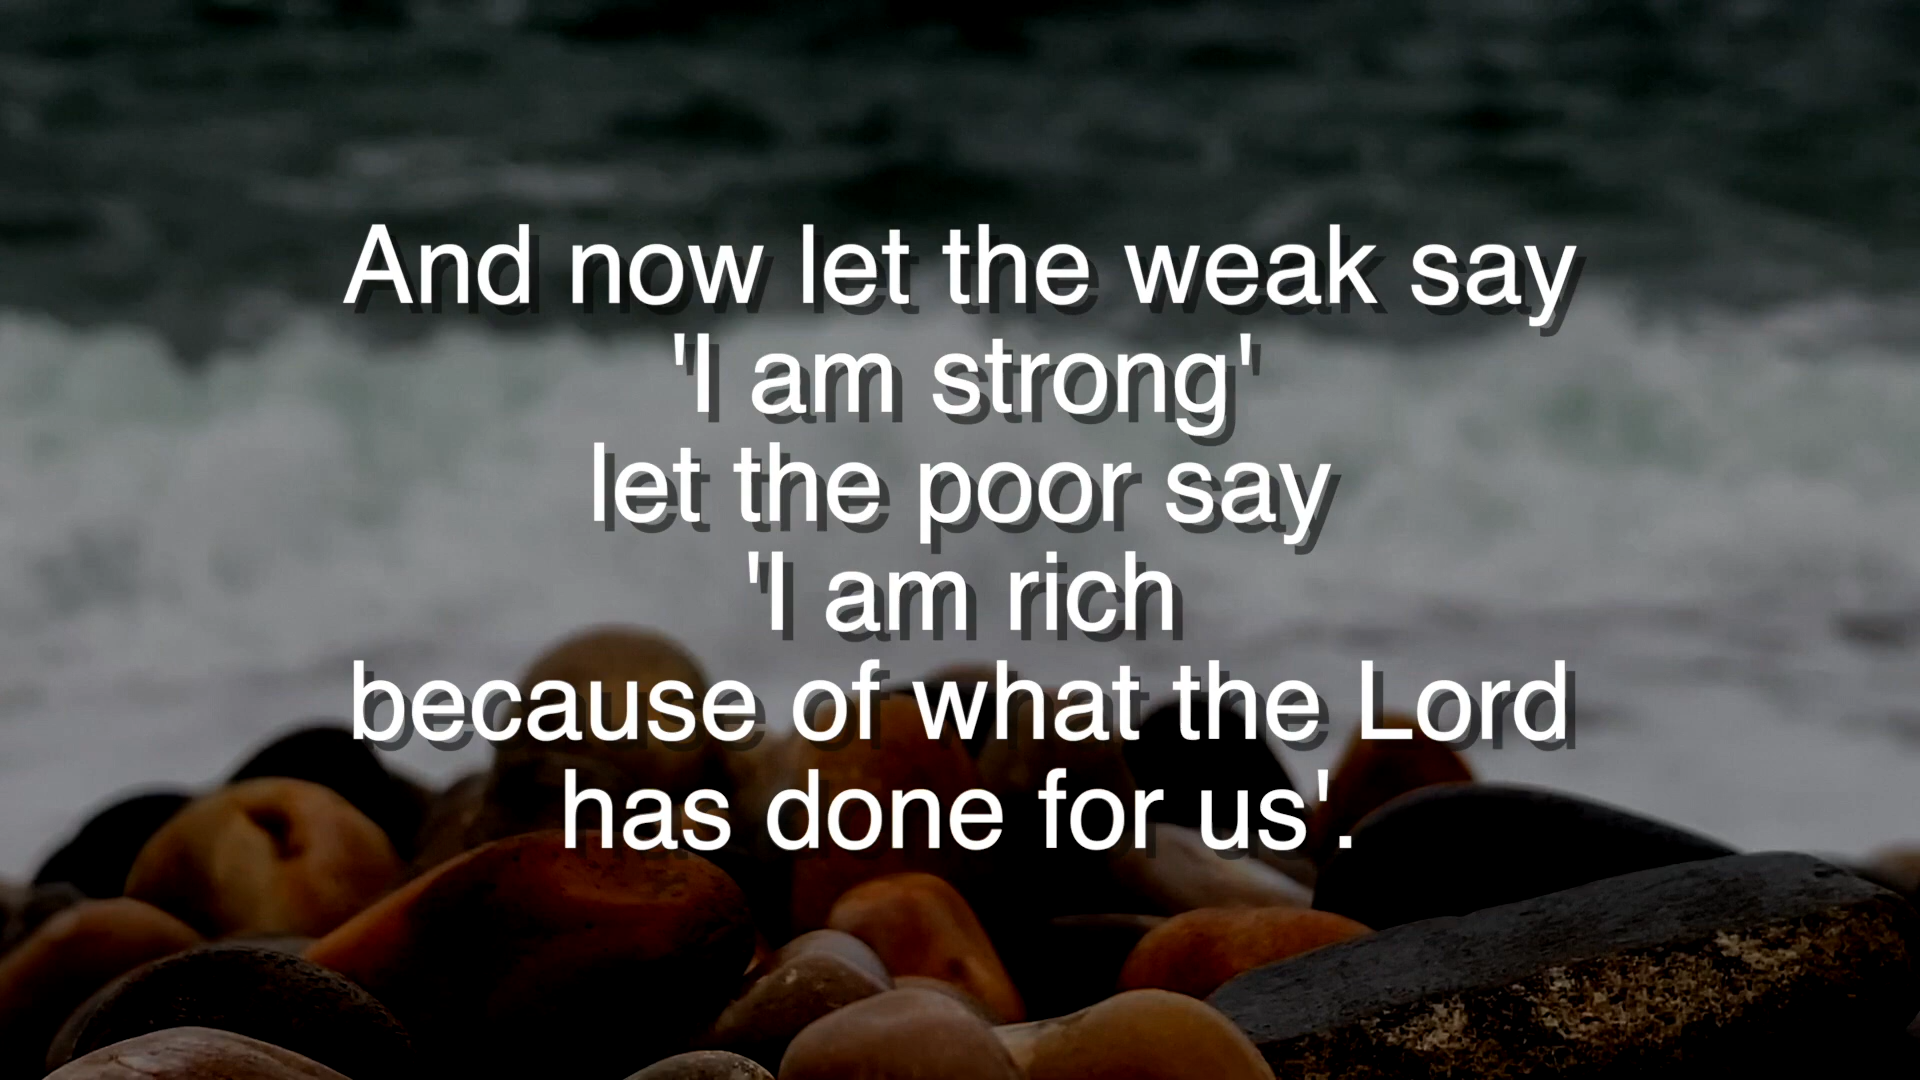 And now let the weak say
'I am strong'
let the poor say
'I am rich
because of what the Lord
has done for us'.